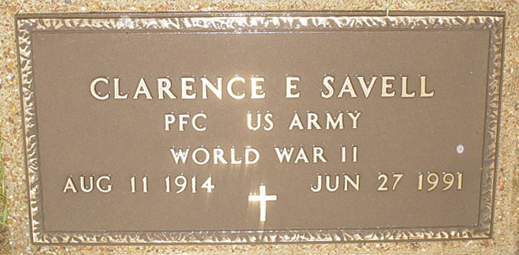 CLARENCE E SAVELL
PFC US ARMY
WORLD WAR II
AUG 11 1914 JUN 27 1991